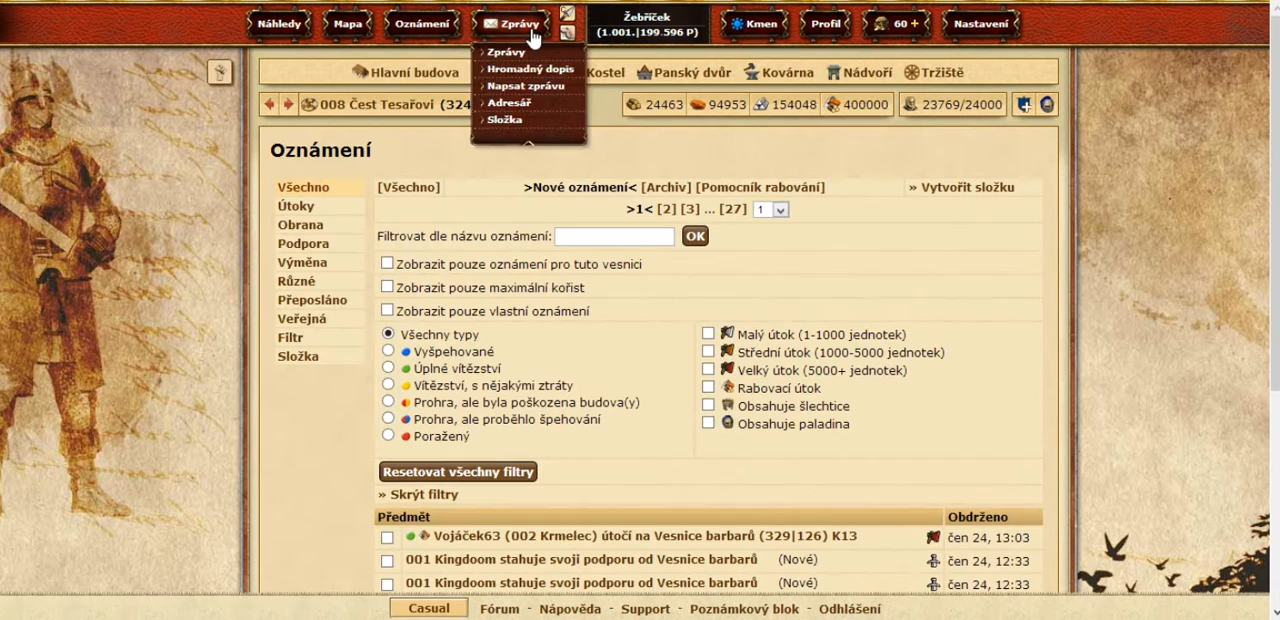 Náhledy Mapa Oznámení Zprávy Žebříček Kmen Profil 60 + Nastavení
(1.001.|199.596 P)
Zprávy
Hromadný dopis
Napsat zprávu
Adresář
Složka
Hlavní budova Kostel Panský dvůr Kovárna Nádvoří Tržiště
008 Čest Tesařovi (324 24463 94953 154048 400000 23769/24000
Oznámení
Všechno
Útoky
Obrana
Podpora
Výměna
Různé
Přeposláno
Veřejná
Filtr
Složka
[Všechno] >Nové oznámení< [Archiv] [Pomocník rabování] » Vytvořit složku
>1< [2] [3] ... [27] 1
Filtrovat dle názvu oznámení: OK
Zobrazit pouze oznámení pro tuto vesnici
Zobrazit pouze maximální kořist
Zobrazit pouze vlastní oznámení
Všechny typy
Vyšpehované
Úplné vítězství
Vítězství, s nějakými ztráty
Prohra, ale byla poškozena budova(y)
Prohra, ale proběhlo špehování
Poražený
Malý útok (1-1000 jednotek)
Střední útok (1000-5000 jednotek)
Velký útok (5000+ jednotek)
Rabovací útok
Obsahuje šlechtice
Obsahuje paladina
Resetovat všechny filtry
» Skrýt filtry
Předmět Obdrženo
Vojáček63 (002 Krmelec) útočí na Vesnice barbarů (329|126) K13 čen 24, 13:03
001 Kingdoom stahuje svoji podporu od Vesnice barbarů (Nové) čen 24, 12:33
001 Kingdoom stahuje svoji podporu od Vesnice barbarů (Nové) čen 24, 12:33
Casual Fórum - Nápověda - Support - Poznámkový blok - Odhlášení